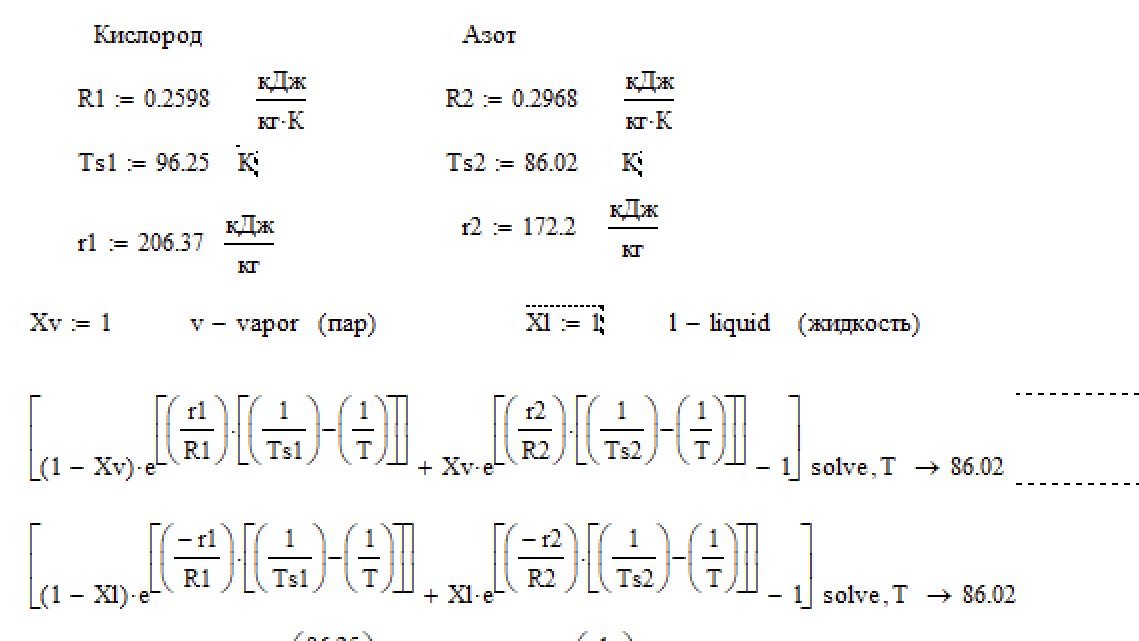 Кислород Азот
R1 := 0.2598 кДж/кг·К R2 := 0.2968 кДж/кг·К
Ts1 := 96.25 К Ts2 := 86.02 К
r1 := 206.37 кДж/кг r2 := 172.2 кДж/кг
Xv := 1 v − vapor (пар) Xl := 1 l − liquid (жидкость)
[(1 − Xv)·e^[(r1/R1)·[(1/Ts1)−(1/T)]] + Xv·e^[(r2/R2)·[(1/Ts2)−(1/T)]] − 1] solve,T → 86.02
[(1 − Xl)·e^[(−r1/R1)·[(1/Ts1)−(1/T)]] + Xl·e^[(−r2/R2)·[(1/Ts2)−(1/T)]] − 1] solve,T → 86.02